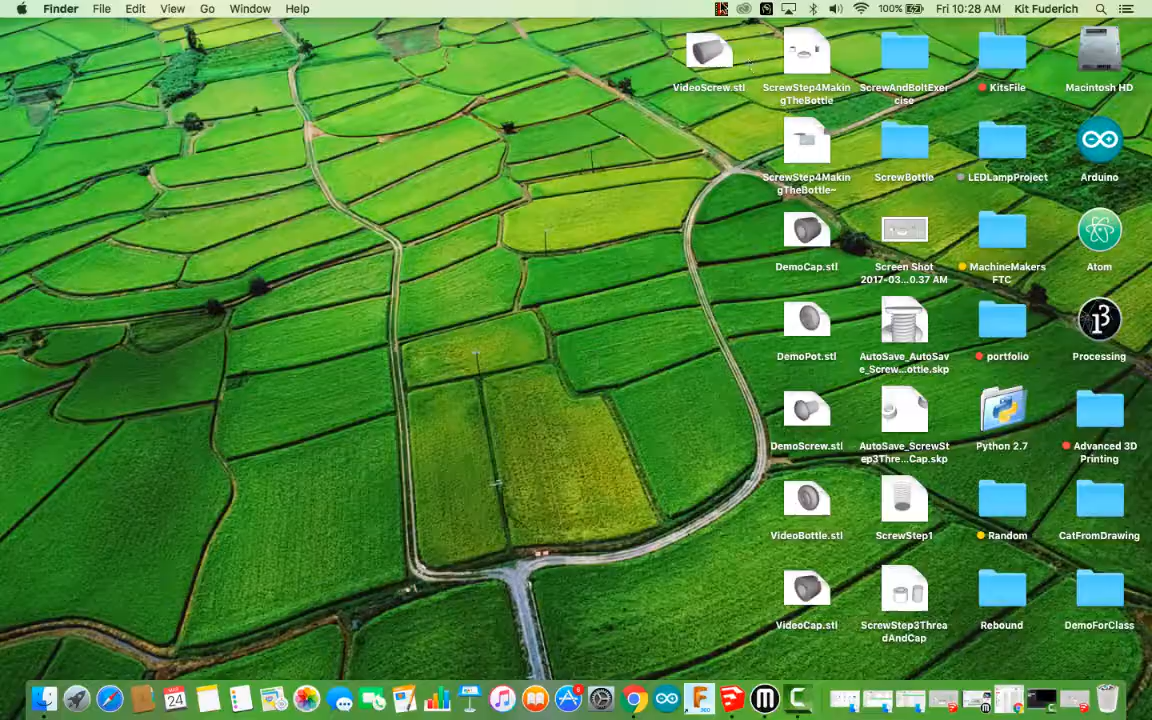 Finder File Edit View Go Window Help 100% Fri 10:28 AM Kit Fuderich
VideoScrew.stl
ScrewStep4Makin
gTheBottle
ScrewAndBoltExer
cise
KitsFile
Macintosh HD
ScrewStep4Makin
gTheBottle~
ScrewBottle
LEDLampProject
Arduino
DemoCap.stl
Screen Shot
2017-03...0.37 AM
MachineMakers
FTC
Atom
DemoPot.stl
AutoSave_AutoSav
e_Screw...ottle.skp
portfolio
Processing
DemoScrew.stl
AutoSave_ScrewSt
ep3Thre...Cap.skp
Python 2.7
Advanced 3D
Printing
VideoBottle.stl
ScrewStep1
Random
CatFromDrawing
VideoCap.stl
ScrewStep3Threa
dAndCap
Rebound
DemoForClass
MAR
24
F
360